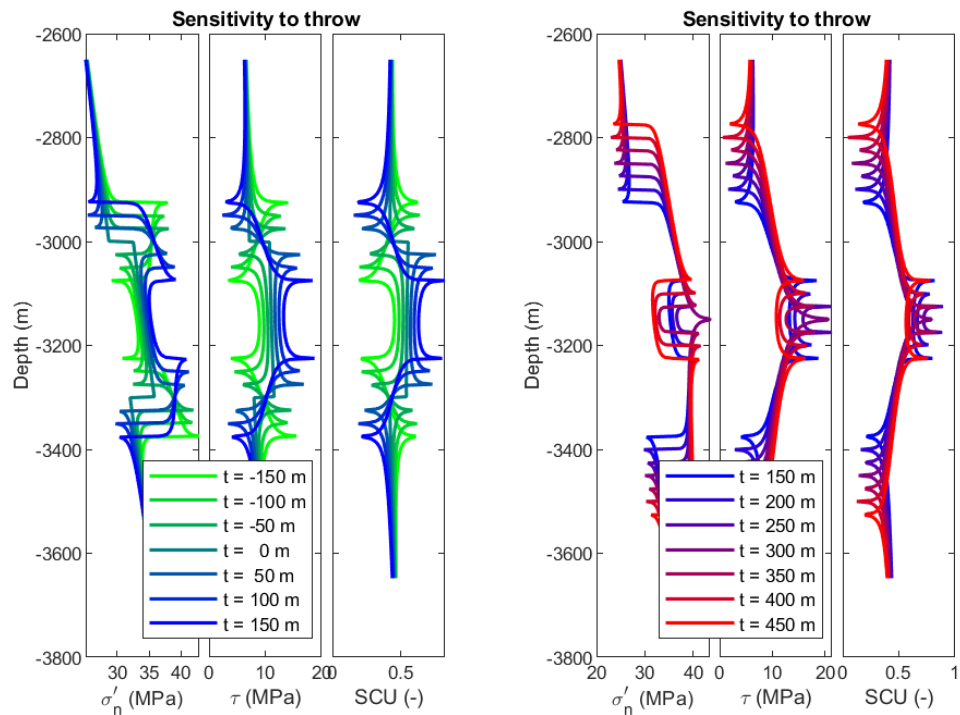 Sensitivity to throw
Depth (m)
-2600
-2800
-3000
-3200
-3400
-3600
-3800
30 40
0 10 20
0 0.5
σ′n (MPa)
τ (MPa)
SCU (-)
t = -150 m
t = -100 m
t = -50 m
t = 0 m
t = 50 m
t = 100 m
t = 150 m
Sensitivity to throw
Depth (m)
-2600
-2800
-3000
-3200
-3400
-3600
-3800
20 30 40
0 10 20
0 0.5 1
σ′n (MPa)
τ (MPa)
SCU (-)
t = 150 m
t = 200 m
t = 250 m
t = 300 m
t = 350 m
t = 400 m
t = 450 m